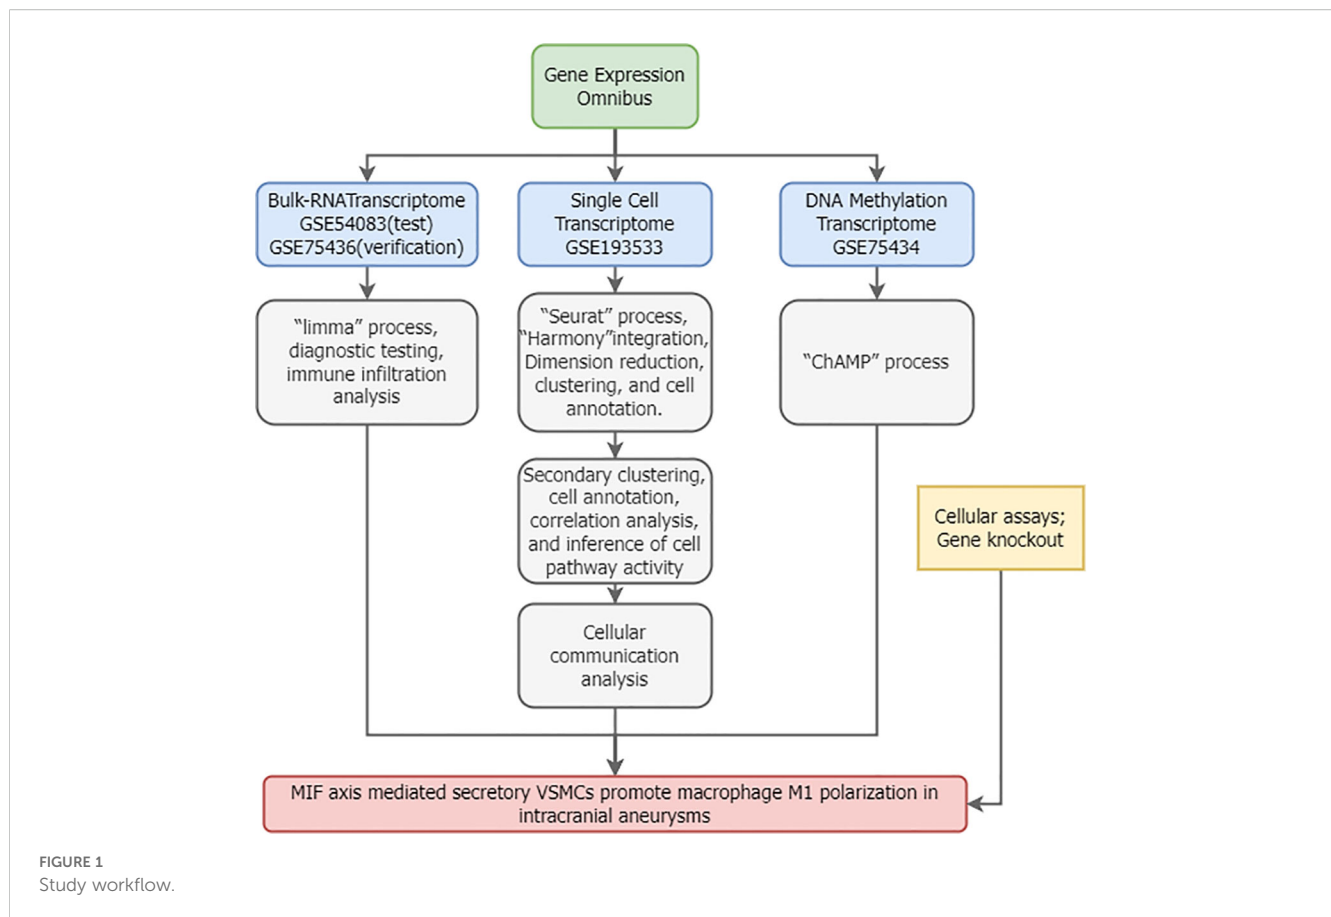 Gene Expression
Omnibus
Bulk-RNATranscriptome
GSE54083(test)
GSE75436(verification)
Single Cell
Transcriptome
GSE193533
DNA Methylation
Transcriptome
GSE75434
“limma” process,
diagnostic testing,
immune infiltration
analysis
“Seurat” process,
“Harmony”integration,
Dimension reduction,
clustering, and cell
annotation.
“ChAMP” process
Secondary clustering,
cell annotation,
correlation analysis,
and inference of cell
pathway activity
Cellular assays;
Gene knockout
Cellular
communication
analysis
MIF axis mediated secretory VSMCs promote macrophage M1 polarization in
intracranial aneurysms
FIGURE 1
Study workflow.